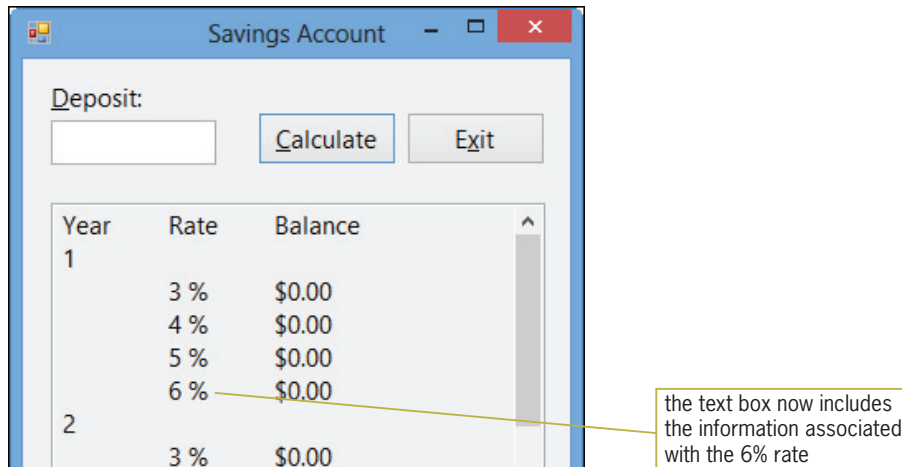 Savings Account
Deposit:
Calculate
Exit
Year Rate Balance
1
3 % $0.00
4 % $0.00
5 % $0.00
6 % $0.00
2
3 % $0.00
the text box now includes
the information associated
with the 6% rate